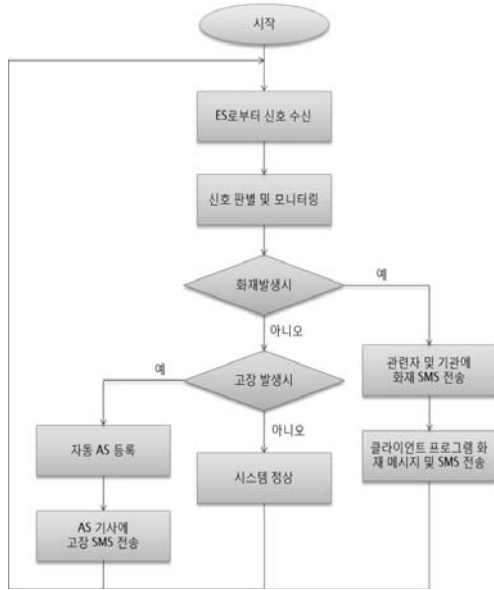 시작
ES로부터 신호 수신
신호 판별 및 모니터링
화재발생시
예
아니오
관련자 및 기관에
화재 SMS 전송
예
고장 발생시
아니오
자동 AS 등록
시스템 정상
클라이언트 프로그램 화
재 메시지 및 SMS 전송
AS 기사에
고장 SMS 전송